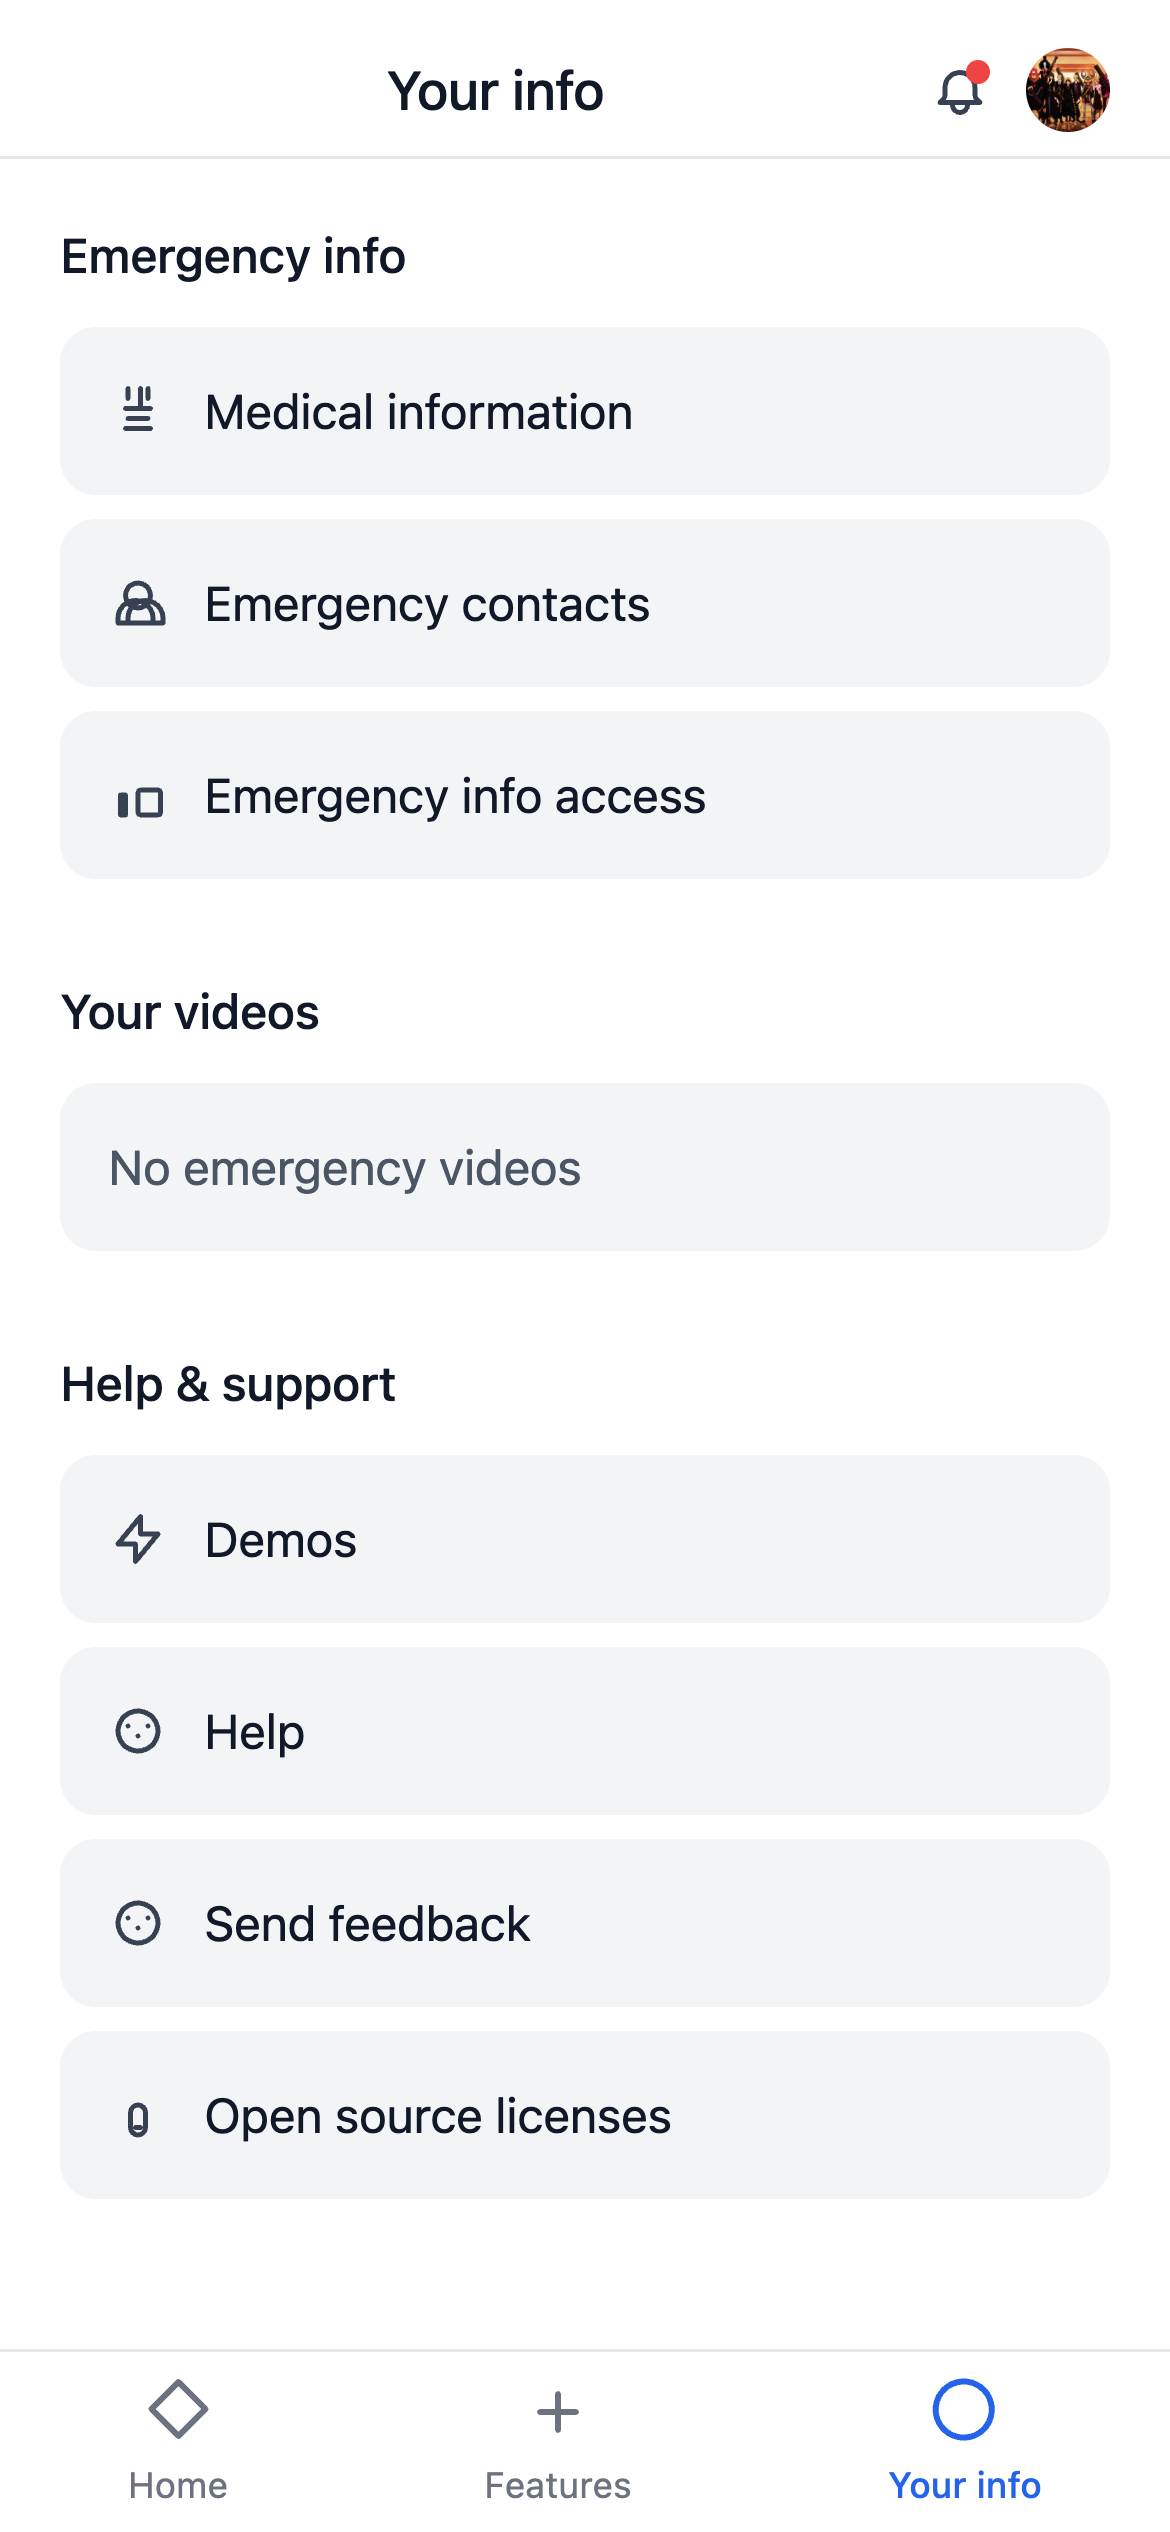 Your info
Emergency info
Medical information
Emergency contacts
Emergency info access
Your videos
No emergency videos
Help & support
Demos
Help
Send feedback
Open source licenses
Home
Features
Your info